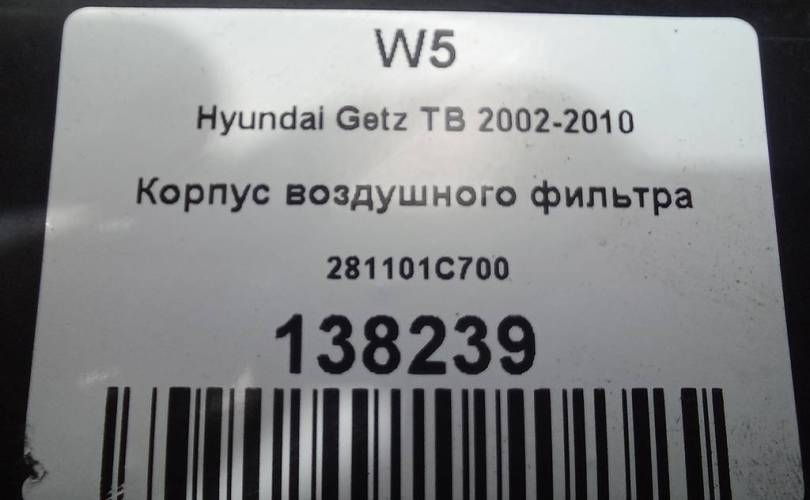 W5
Hyundai Getz TB 2002-2010
Корпус воздушного фильтра
281101C700
138239